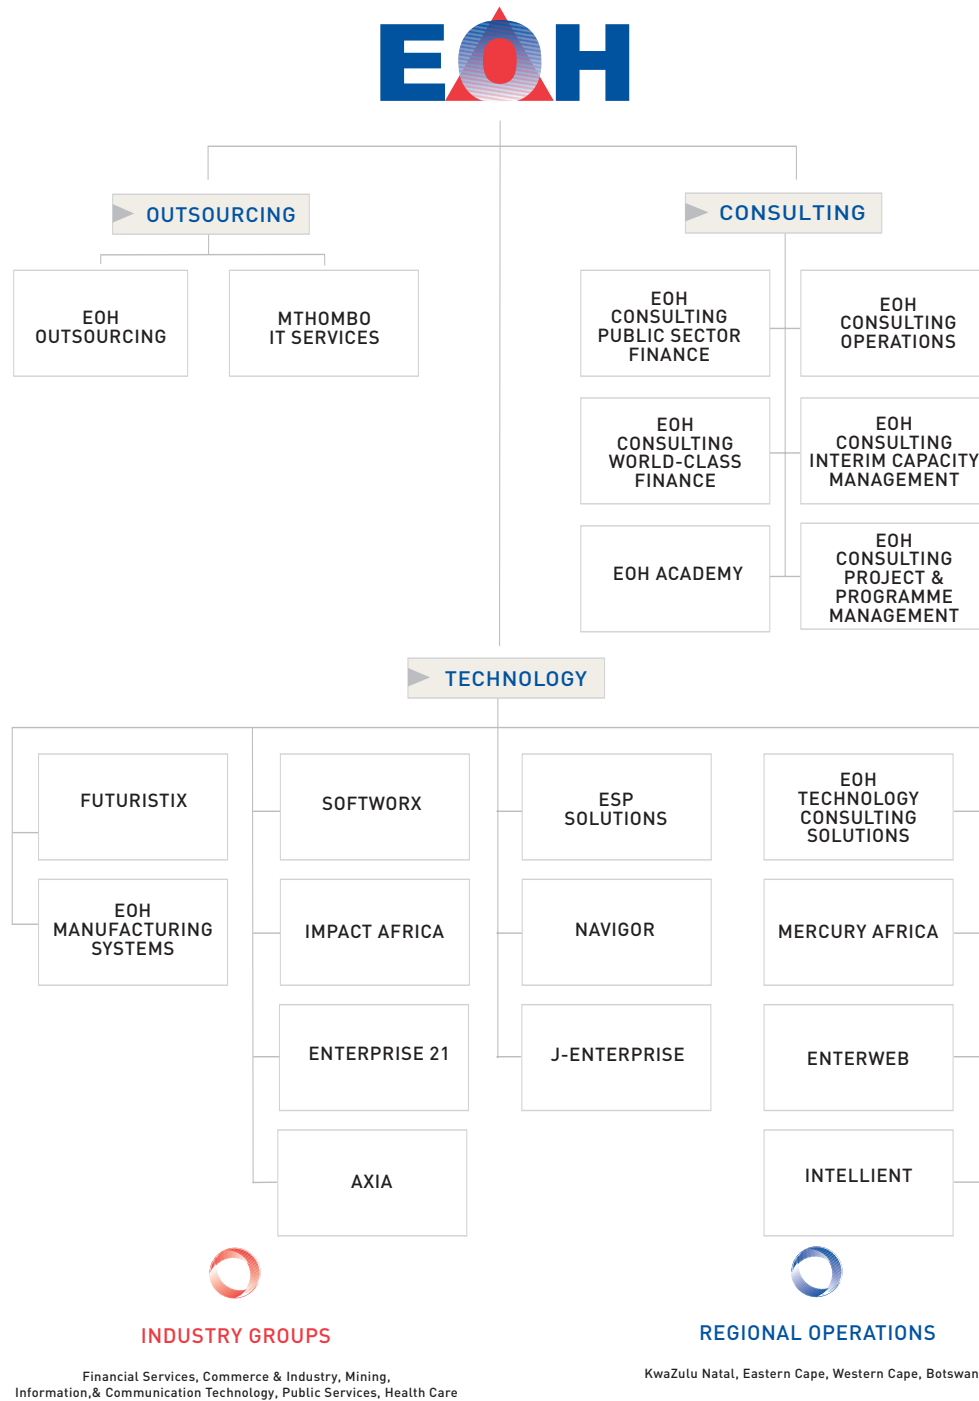 EOH
OUTSOURCING
CONSULTING
EOH
OUTSOURCING
MTHOMBO
IT SERVICES
EOH
CONSULTING
PUBLIC SECTOR
FINANCE
EOH
CONSULTING
OPERATIONS
EOH
CONSULTING
WORLD-CLASS
FINANCE
EOH
CONSULTING
INTERIM CAPACITY
MANAGEMENT
EOH ACADEMY
EOH
CONSULTING
PROJECT &
PROGRAMME
MANAGEMENT
TECHNOLOGY
FUTURISTIX
SOFTWORX
ESP
SOLUTIONS
EOH
TECHNOLOGY
CONSULTING
SOLUTIONS
EOH
MANUFACTURING
SYSTEMS
IMPACT AFRICA
NAVIGOR
MERCURY AFRICA
ENTERPRISE 21
J-ENTERPRISE
ENTERWEB
AXIA
INTELLIENT
INDUSTRY GROUPS
Financial Services, Commerce & Industry, Mining,
Information,& Communication Technology, Public Services, Health Care
REGIONAL OPERATIONS
KwaZulu Natal, Eastern Cape, Western Cape, Botswan